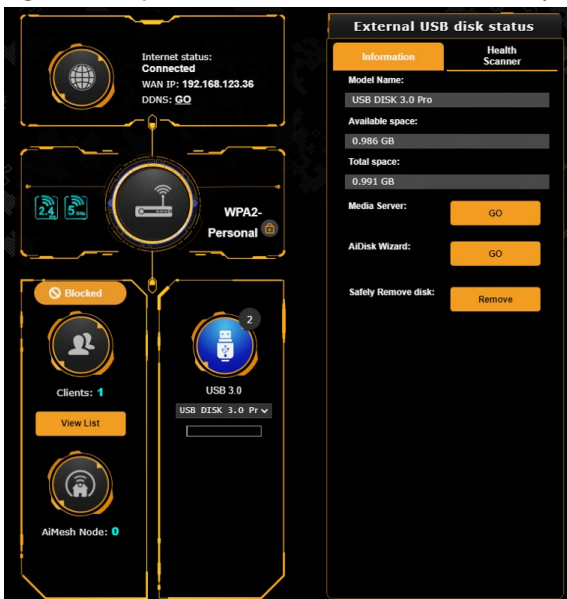 Internet status:
Connected
WAN IP: 192.168.123.36
DDNS: GO
2.4
5
WPA2-
Personal
Blocked
Clients: 1
View List
AiMesh Node: 0
2
USB 3.0
USB DISK 3.0 Pr
External USB disk status
Information
Health
Scanner
Model Name:
USB DISK 3.0 Pro
Available space:
0.986 GB
Total space:
0.991 GB
Media Server:
GO
AiDisk Wizard:
GO
Safely Remove disk:
Remove